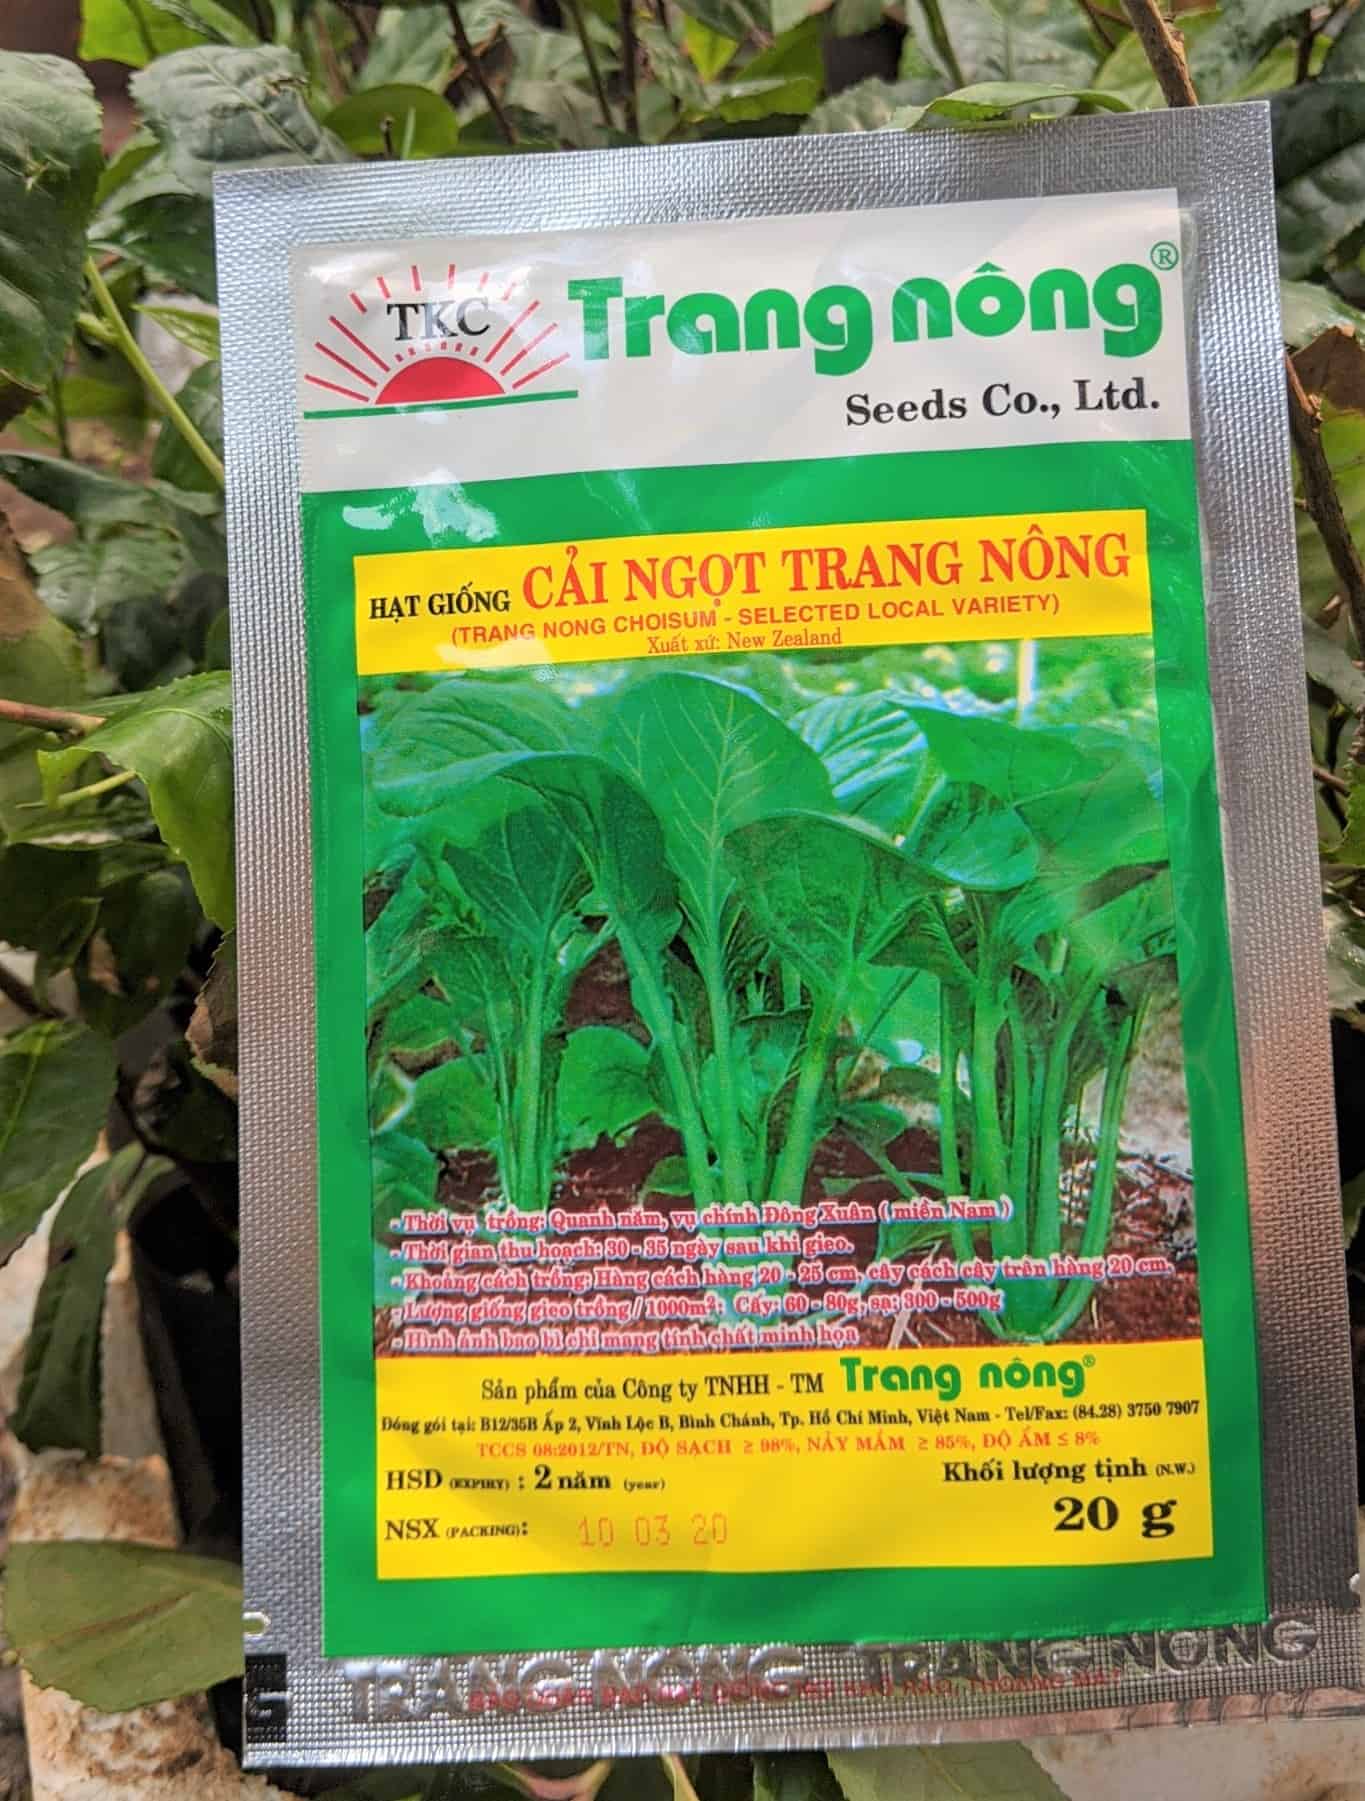 TKC
Trang nông®
Seeds Co., Ltd.
HẠT GIỐNG CẢI NGỌT TRANG NÔNG
(TRANG NONG CHOISUM - SELECTED LOCAL VARIETY)
Xuất xứ: New Zealand
- Thời vụ trồng: Quanh năm, vụ chính Đông Xuân ( miền Nam )
- Thời gian thu hoạch: 30 - 35 ngày sau khi gieo.
- Khoảng cách trồng: Hàng cách hàng 20 - 25 cm, cây cách cây trên hàng 20 cm.
- Lượng giống gieo trồng / 1000m²: Cấy: 60 - 80g, sạ: 300 - 500g
- Hình ảnh bao bì chỉ mang tính chất minh họa
Sản phẩm của Công ty TNHH - TM Trang nông®
Đóng gói tại: B12/35B Ấp 2, Vĩnh Lộc B, Bình Chánh, Tp. Hồ Chí Minh, Việt Nam - Tel/Fax: (84.28) 3750 7907
TCCS 08:2012/TN, ĐỘ SẠCH ≥ 98%, NẢY MẦM ≥ 85%, ĐỘ ẨM ≤ 8%
HSD (EXPIRY) : 2 năm (year)
Khối lượng tịnh (N.W.)
20 g
NSX (PACKING): 10 03 20
TRANG NONG TRANG NONG